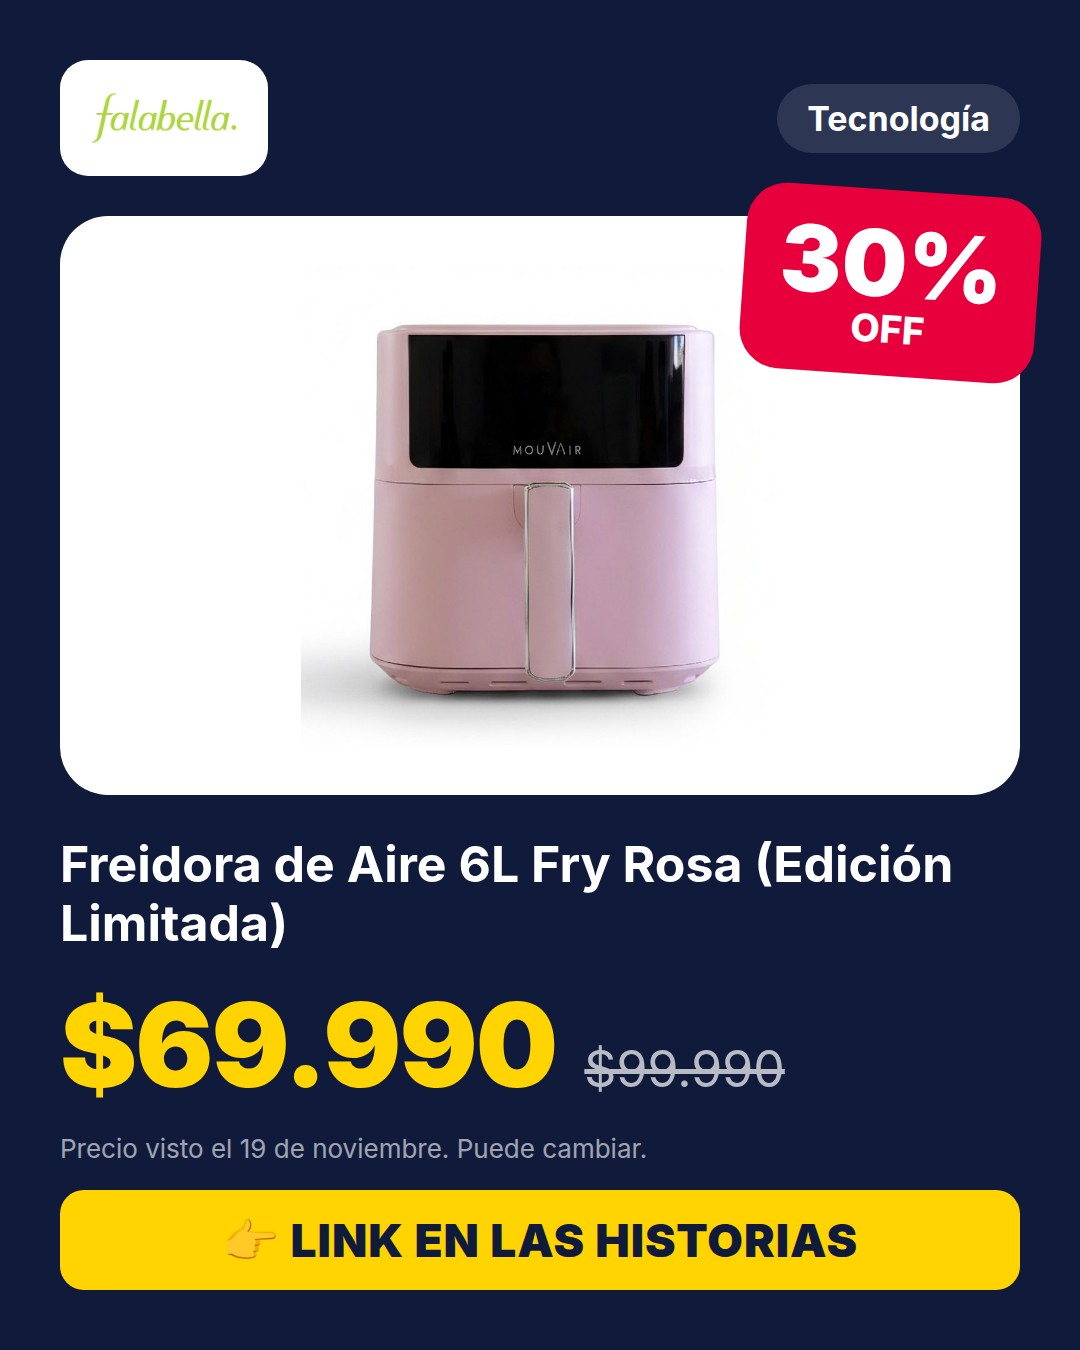 falabella.
Tecnología
30%
OFF
MOUVAIR
Freidora de Aire 6L Fry Rosa (Edición
Limitada)
$69.990 $99.990
Precio visto el 19 de noviembre. Puede cambiar.
👉 LINK EN LAS HISTORIAS